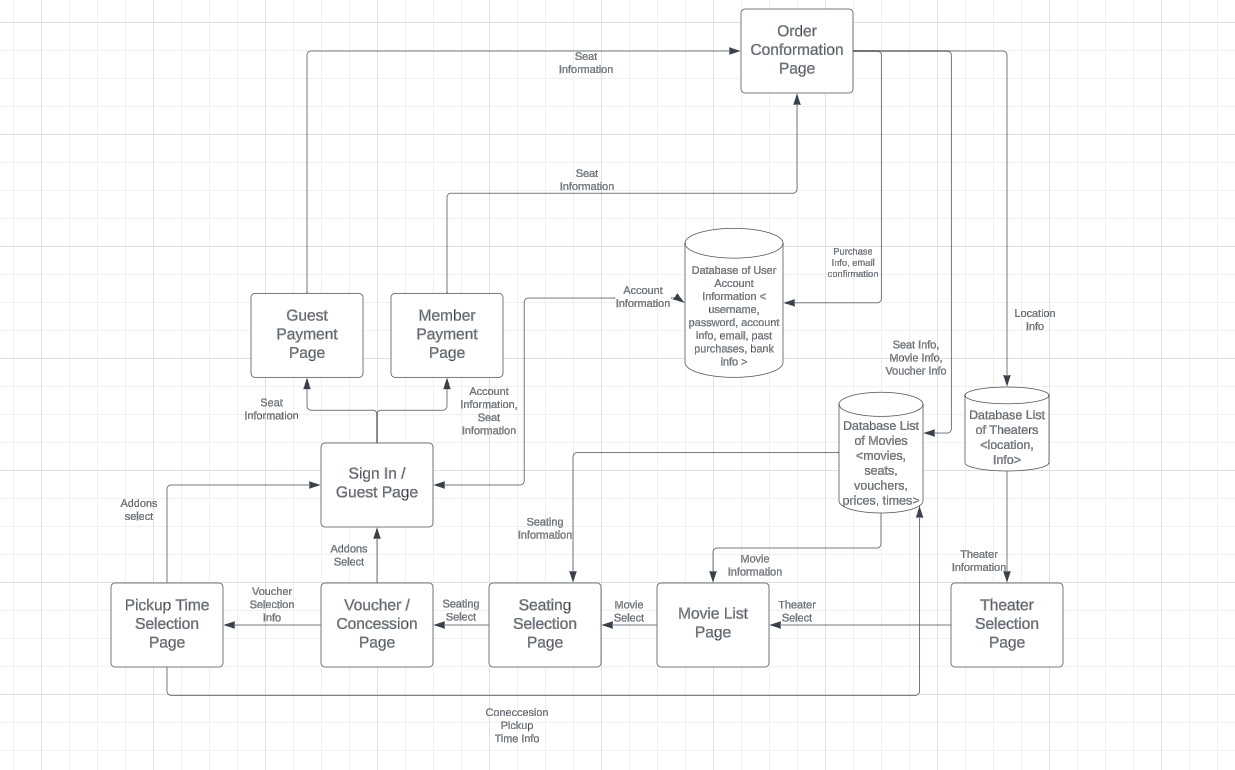 Order
Conformation
Page
Seat
Information
Seat
Information
Purchase
Info, email
confirmation
Database of User
Account
Information <
username,
password, account
info, email, past
purchases, bank
info >
Account
Information
Location
Info
Guest
Payment
Page
Member
Payment
Page
Seat Info,
Movie Info,
Voucher Info
Seat
Information
Account
Information,
Seat
Information
Database List
of Movies
<movies,
seats,
vouchers,
prices, times>
Database List
of Theaters
<location,
Info>
Sign In /
Guest Page
Addons
select
Seating
Information
Addons
Select
Movie
Information
Theater
Information
Pickup Time
Selection
Page
Voucher
Selection
Info
Voucher /
Concession
Page
Seating
Select
Seating
Selection
Page
Movie
Select
Movie List
Page
Theater
Select
Theater
Selection
Page
Coneccesion
Pickup
Time Info